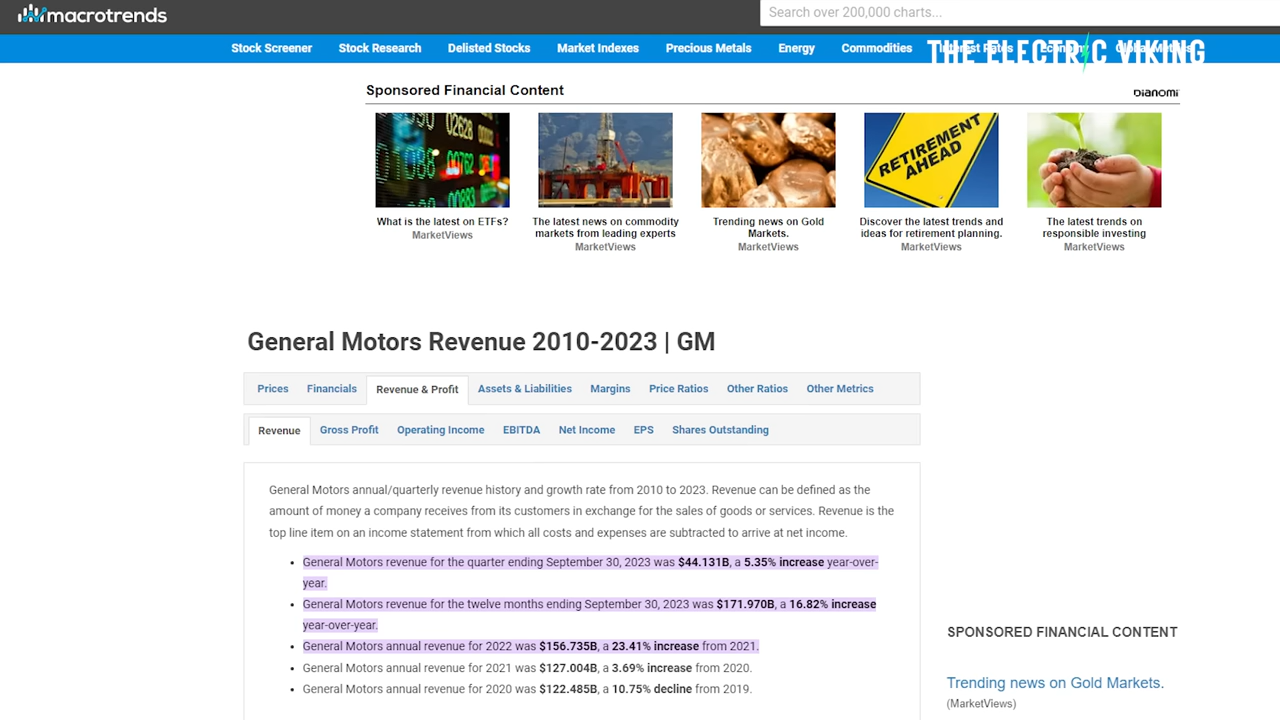 macrotrends
Search over 200,000 charts...
Stock Screener Stock Research Delisted Stocks Market Indexes Precious Metals Energy Commodities Interest Rates Economy Global Metrics
THE ELECTRIC VIKING
Sponsored Financial Content
DIANOMI
What is the latest on ETFs?
MarketViews
The latest news on commodity
markets from leading experts
MarketViews
Trending news on Gold
Markets.
MarketViews
RETIREMENT
AHEAD
Discover the latest trends and
ideas for retirement planning.
MarketViews
The latest trends on
responsible investing
MarketViews
General Motors Revenue 2010-2023 | GM
Prices Financials Revenue & Profit Assets & Liabilities Margins Price Ratios Other Ratios Other Metrics
Revenue Gross Profit Operating Income EBITDA Net Income EPS Shares Outstanding
General Motors annual/quarterly revenue history and growth rate from 2010 to 2023. Revenue can be defined as the
amount of money a company receives from its customers in exchange for the sales of goods or services. Revenue is the
top line item on an income statement from which all costs and expenses are subtracted to arrive at net income.
• General Motors revenue for the quarter ending September 30, 2023 was $44.131B, a 5.35% increase year-over-
year.
• General Motors revenue for the twelve months ending September 30, 2023 was $171.970B, a 16.82% increase
year-over-year.
• General Motors annual revenue for 2022 was $156.735B, a 23.41% increase from 2021.
• General Motors annual revenue for 2021 was $127.004B, a 3.69% increase from 2020.
• General Motors annual revenue for 2020 was $122.485B, a 10.75% decline from 2019.
SPONSORED FINANCIAL CONTENT
Trending news on Gold Markets.
(MarketViews)